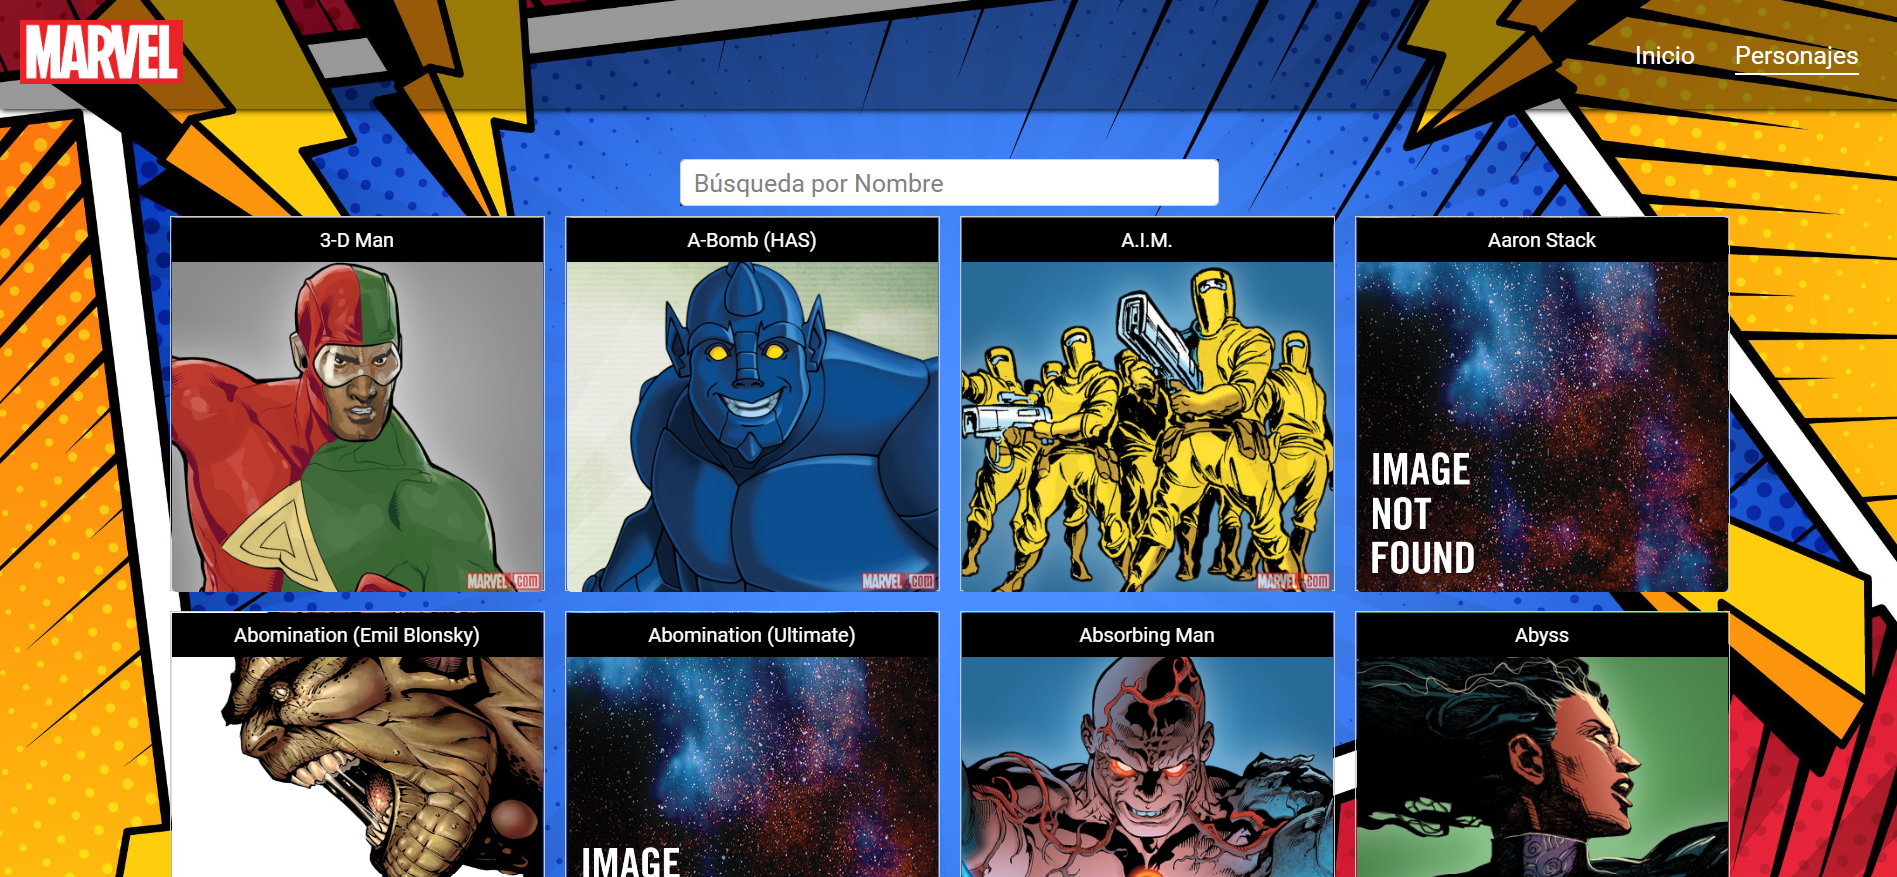 MARVEL
Inicio
Personajes
Búsqueda por Nombre
3-D Man
A-Bomb (HAS)
A.I.M.
Aaron Stack
MARVEL.com
MARVEL.com
MARVEL.com
IMAGE
NOT
FOUND
Abomination (Emil Blonsky)
Abomination (Ultimate)
Absorbing Man
Abyss
IMAGE